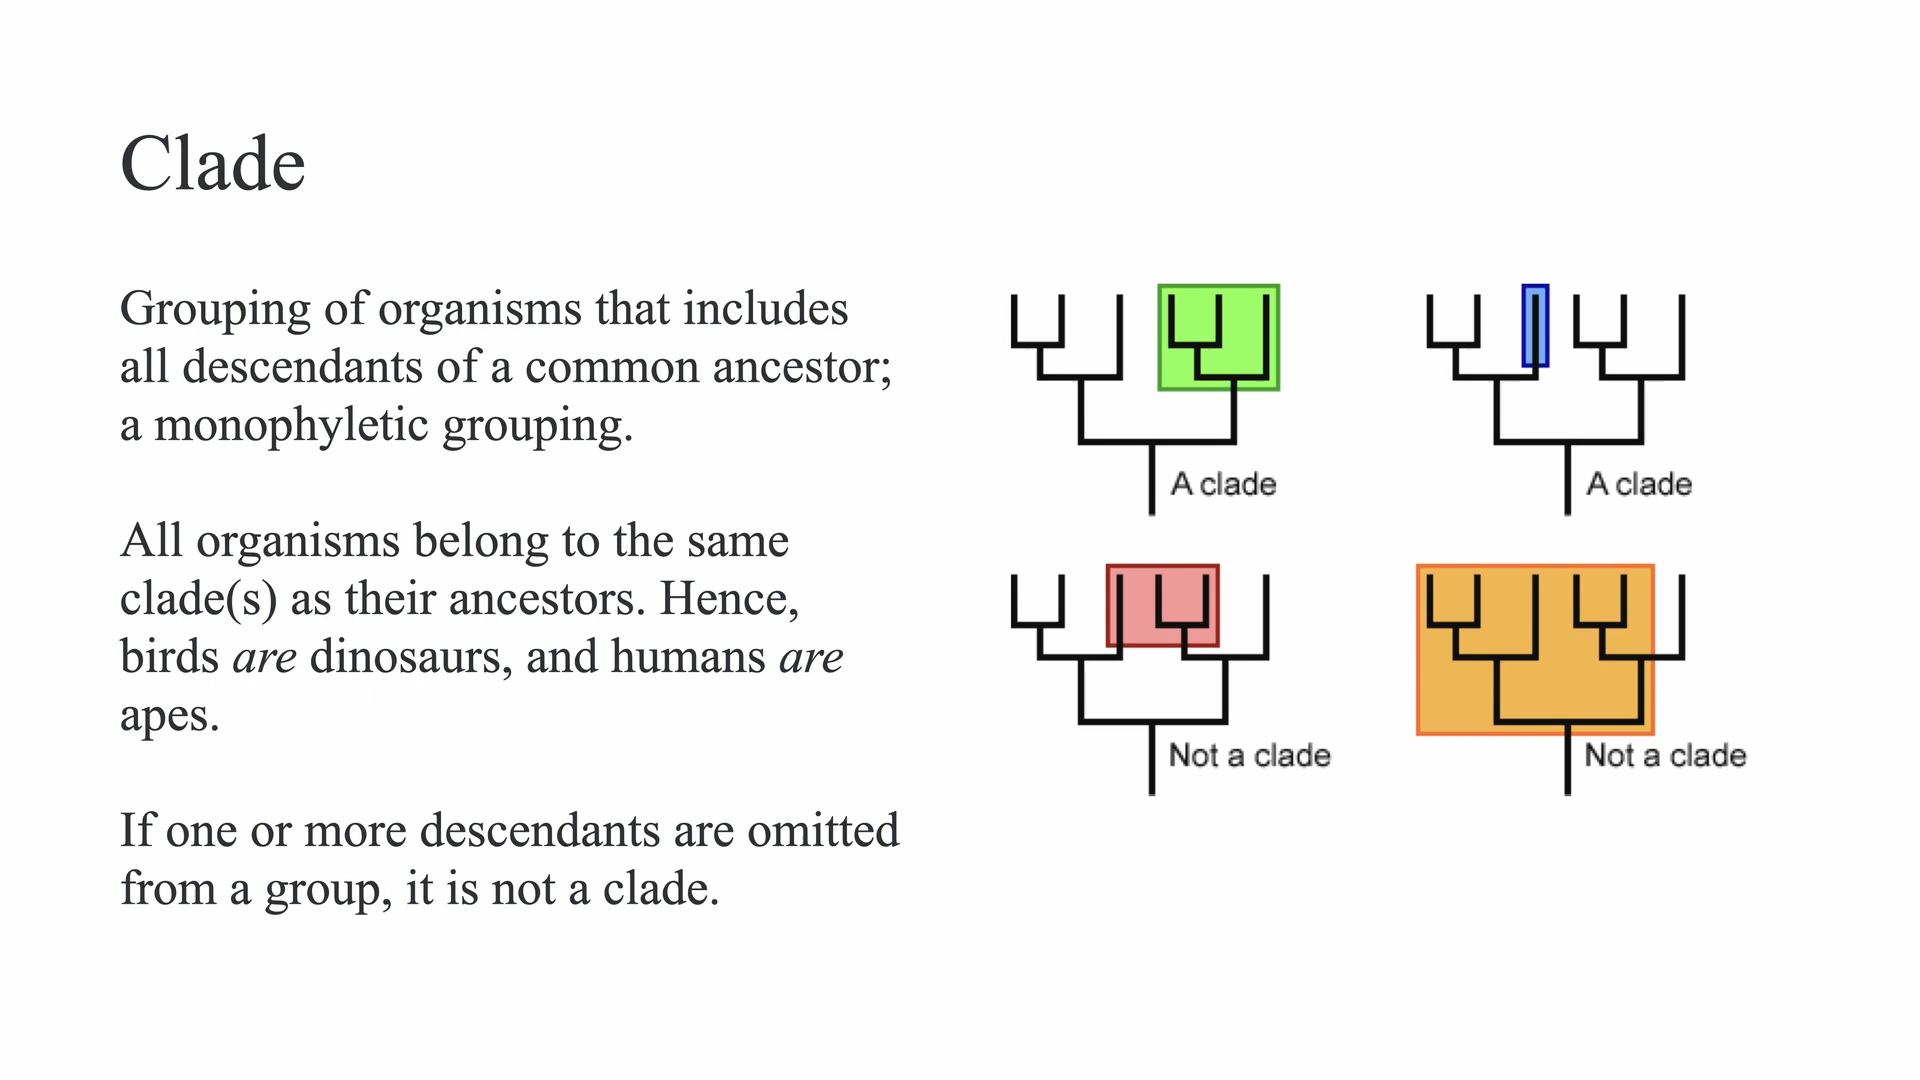 Clade
Grouping of organisms that includes
all descendants of a common ancestor;
a monophyletic grouping.
All organisms belong to the same
clade(s) as their ancestors. Hence,
birds are dinosaurs, and humans are
apes.
If one or more descendants are omitted
from a group, it is not a clade.
A clade
A clade
Not a clade
Not a clade